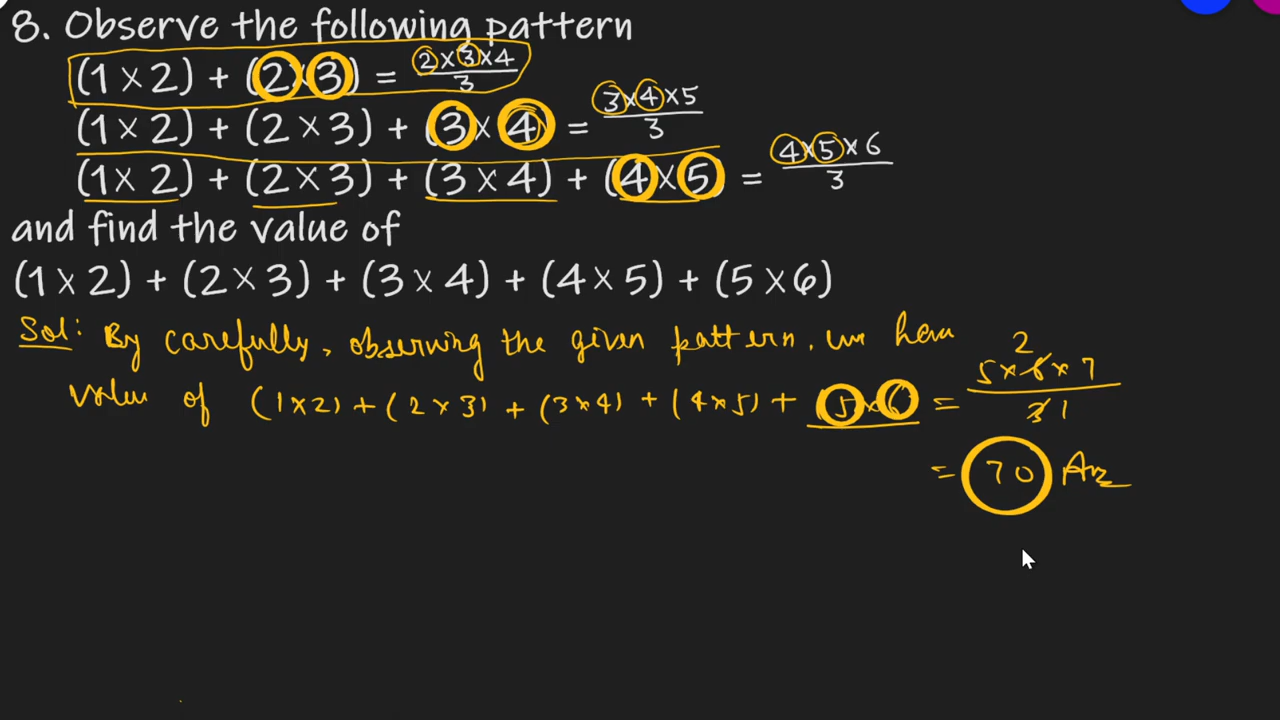 8. Observe the following pattern
(1 × 2) + (2 × 3) = 2 × 3 × 4 / 3
(1 × 2) + (2 × 3) + (3 × 4) = 3 × 4 × 5 / 3
(1 × 2) + (2 × 3) + (3 × 4) + (4 × 5) = 4 × 5 × 6 / 3
and find the value of
(1 × 2) + (2 × 3) + (3 × 4) + (4 × 5) + (5 × 6)
Sol: By carefully, observing the given pattern, we have
value of (1×2) + (2×3) + (3×4) + (4×5) + (5×6) = 5 × 6 × 7 / 3 2 1
= 70 Ans